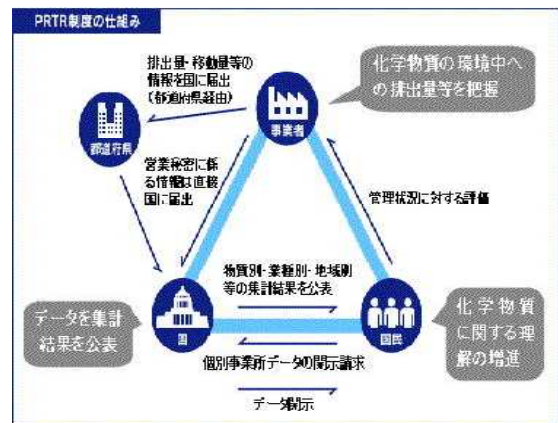 PRTR制度の仕組み
排出量・移動量等の
情報を国に届出
(都道府県経由)
化学物質の環境中へ
の排出量等を把握
事業者
都道府県
営業秘密に係
る情報は直接
国に届出
管理状況に対する評価
物質別・業種別・地域別
等の集計結果を公表
データを集計
結果を公表
国
国民
化学物質
に関する理
解の増進
個別事業所データの開示請求
データ開示